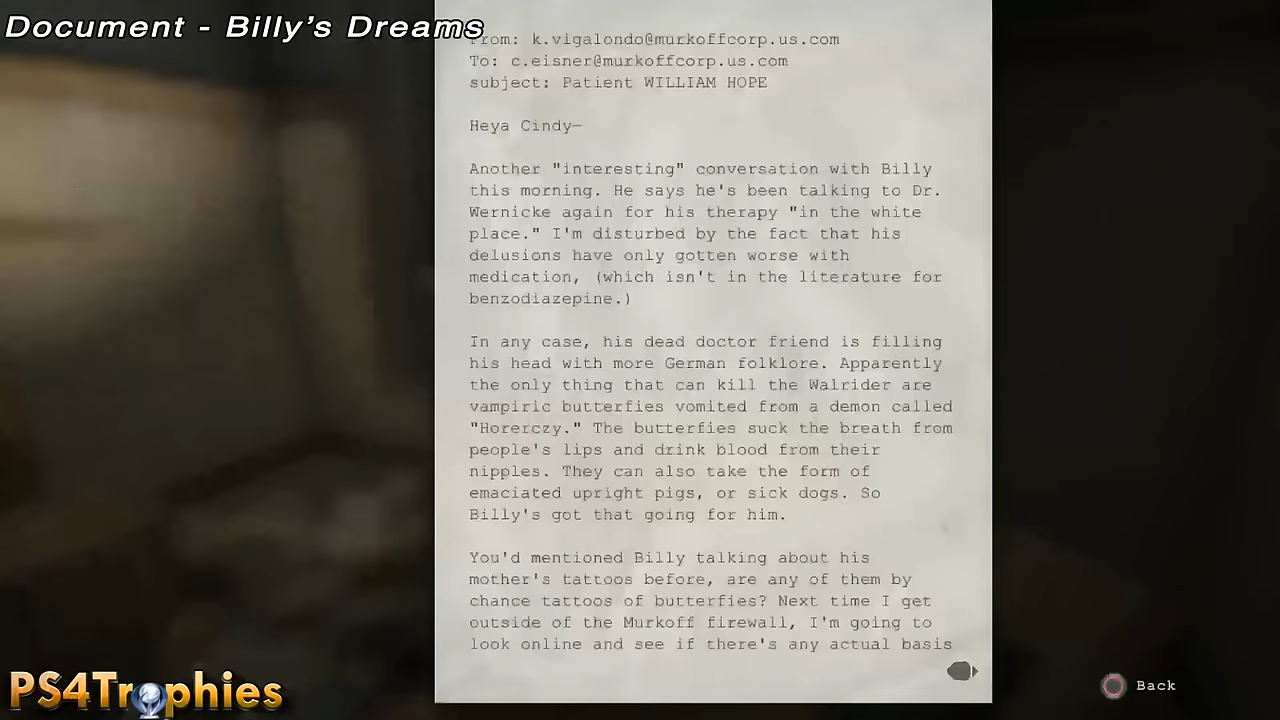 Document - Billy's Dreams
From: k.vigalondo@murkoffcorp.us.com
To: c.eisner@murkoffcorp.us.com
subject: Patient WILLIAM HOPE
Heya Cindy—
Another "interesting" conversation with Billy
this morning. He says he's been talking to Dr.
Wernicke again for his therapy "in the white
place." I'm disturbed by the fact that his
delusions have only gotten worse with
medication, (which isn't in the literature for
benzodiazepine.)
In any case, his dead doctor friend is filling
his head with more German folklore. Apparently
the only thing that can kill the Walrider are
vampiric butterfies vomited from a demon called
"Horerczy." The butterfies suck the breath from
people's lips and drink blood from their
nipples. They can also take the form of
emaciated upright pigs, or sick dogs. So
Billy's got that going for him.
You'd mentioned Billy talking about his
mother's tattoos before, are any of them by
chance tattoos of butterfies? Next time I get
outside of the Murkoff firewall, I'm going to
look online and see if there's any actual basis
PS4Trophies
Back